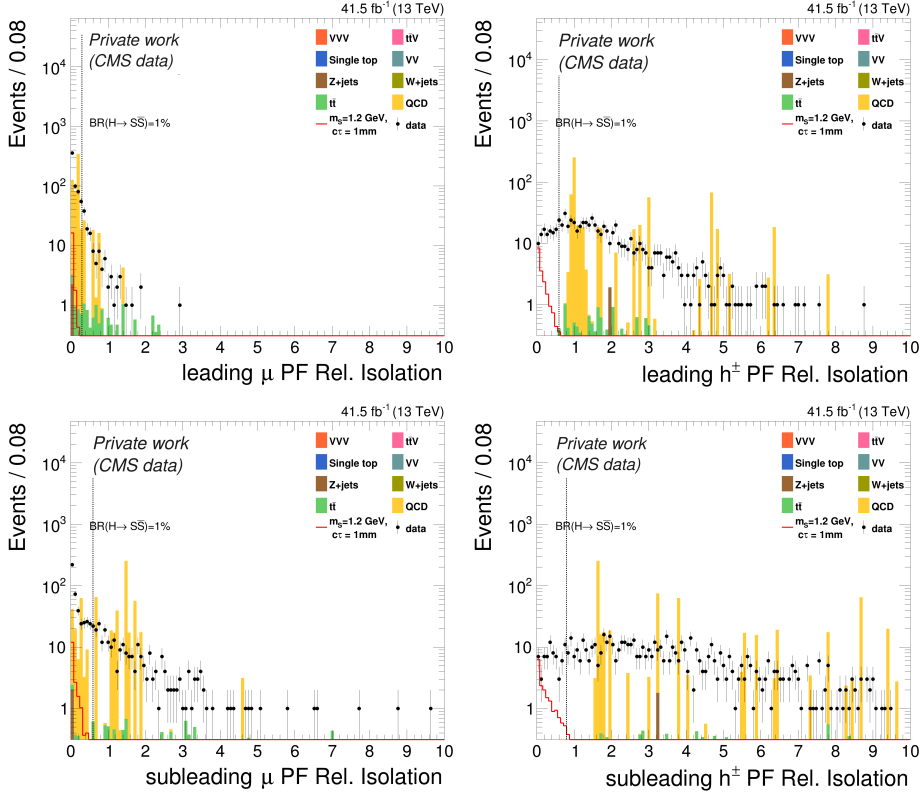 41.5 fb⁻¹ (13 TeV)
Events / 0.08
Private work
(CMS data)
BR(H→ SS̅)=1%
VVV
tt̅V
Single top
VV
Z+jets
W+jets
tt̅
QCD
m_S=1.2 GeV,
cτ = 1mm
data
10⁴
10³
10²
10
1
0 1 2 3 4 5 6 7 8 9 10
leading μ PF Rel. Isolation
41.5 fb⁻¹ (13 TeV)
Events / 0.08
Private work
(CMS data)
BR(H→ SS̅)=1%
VVV
tt̅V
Single top
VV
Z+jets
W+jets
tt̅
QCD
m_S=1.2 GeV,
cτ = 1mm
data
10⁴
10³
10²
10
1
0 1 2 3 4 5 6 7 8 9 10
leading h± PF Rel. Isolation
41.5 fb⁻¹ (13 TeV)
Events / 0.08
Private work
(CMS data)
BR(H→ SS̅)=1%
VVV
tt̅V
Single top
VV
Z+jets
W+jets
tt̅
QCD
m_S=1.2 GeV,
cτ = 1mm
data
10⁴
10³
10²
10
1
0 1 2 3 4 5 6 7 8 9 10
subleading μ PF Rel. Isolation
41.5 fb⁻¹ (13 TeV)
Events / 0.08
Private work
(CMS data)
BR(H→ SS̅)=1%
VVV
tt̅V
Single top
VV
Z+jets
W+jets
tt̅
QCD
m_S=1.2 GeV,
cτ = 1mm
data
10⁴
10³
10²
10
1
0 1 2 3 4 5 6 7 8 9 10
subleading h± PF Rel. Isolation